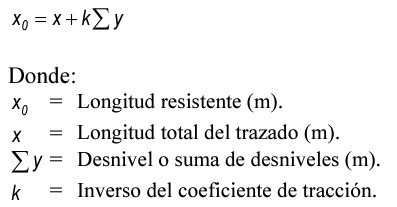 x₀ = x + k∑ y
Donde:
x₀ = Longitud resistente (m).
x = Longitud total del trazado (m).
∑ y = Desnivel o suma de desniveles (m).
k = Inverso del coeficiente de tracción.